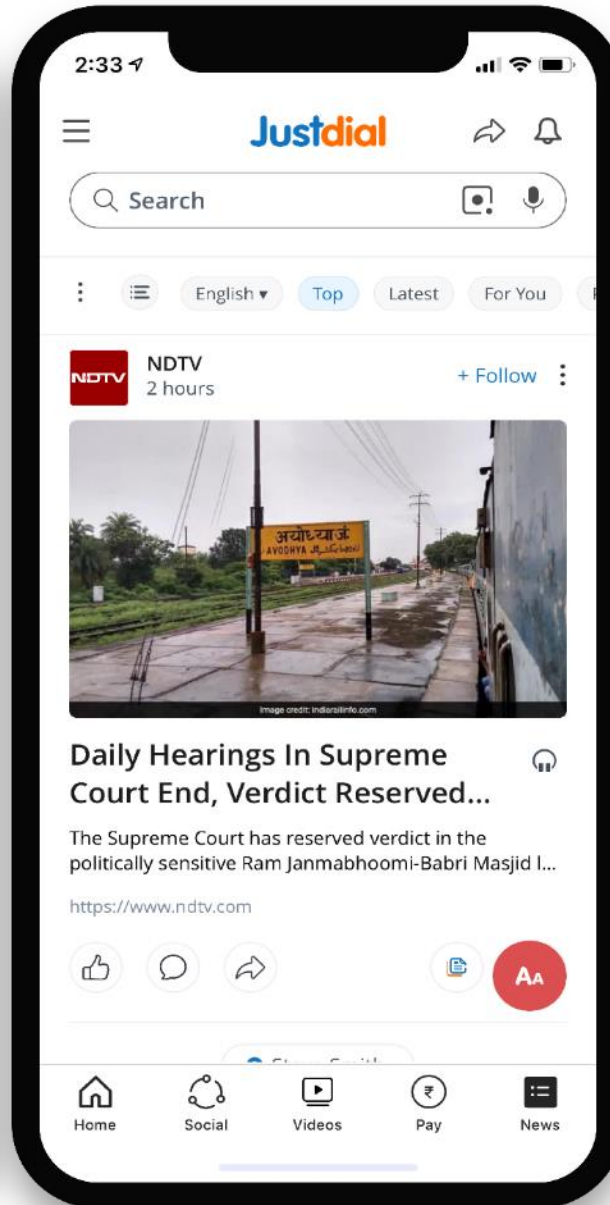 2:33
Justdial
Search
English ▾
Top
Latest
For You
NDTV
NDTV
2 hours
+ Follow
अयोध्या जं
AYODHYA
Image credit: indiarailinfo.com
Daily Hearings In Supreme
Court End, Verdict Reserved...
The Supreme Court has reserved verdict in the
politically sensitive Ram Janmabhoomi-Babri Masjid l...
https://www.ndtv.com
AA
Home
Social
Videos
Pay
News